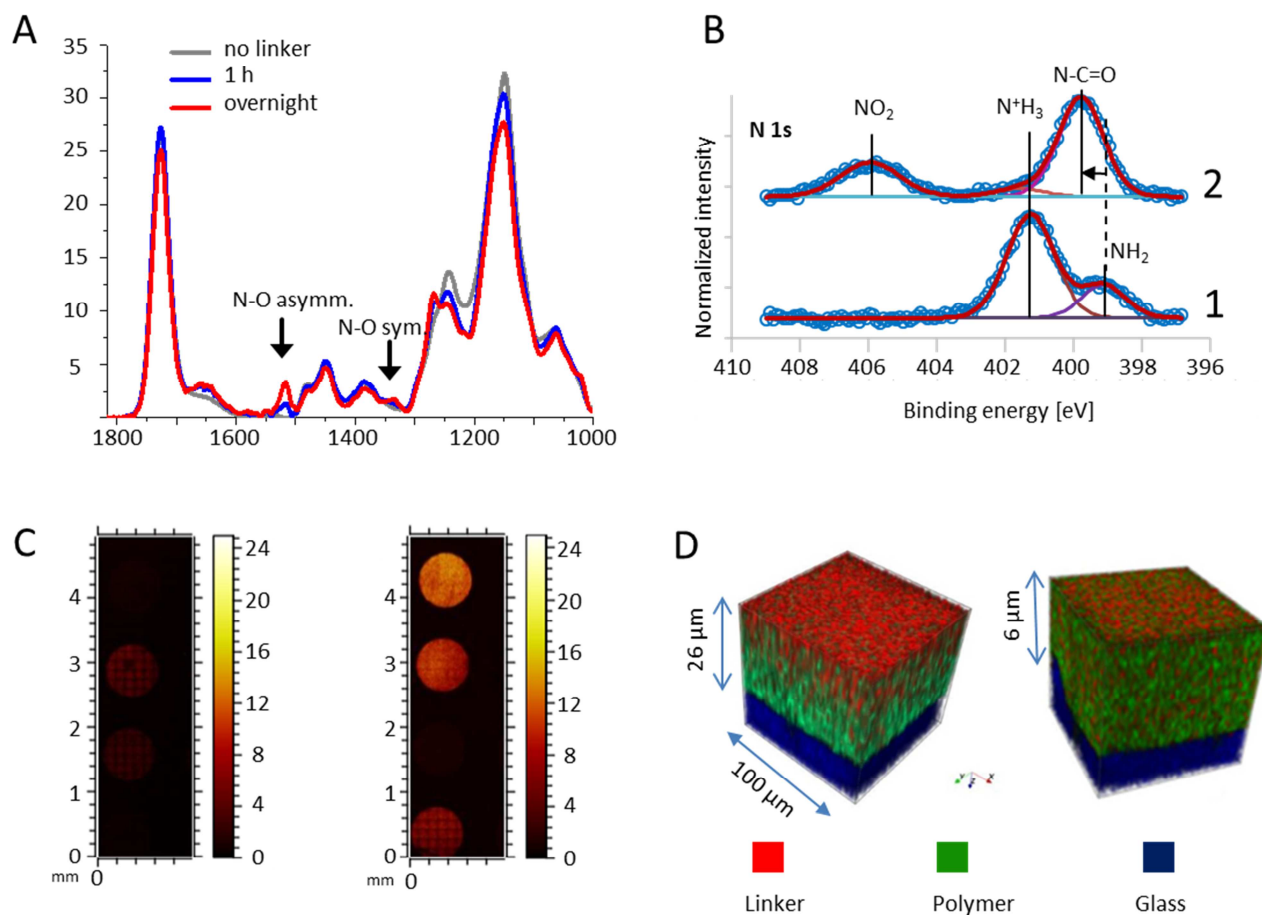 A
35
30
25
20
15
10
5
no linker
1 h
overnight
N-O asymm.
N-O sym.
1800 1600 1400 1200 1000
B
N 1s
NO2
N+H3
N-C=O
2
NH2
1
Normalized intensity
410 408 406 404 402 400 398 396
Binding energy [eV]
C
4
3
2
1
0
mm 0
24
20
16
12
8
4
0
4
3
2
1
0
mm 0
24
20
16
12
8
4
0
D
26 µm
100 µm
6 µm
Y Z X
Linker Polymer Glass